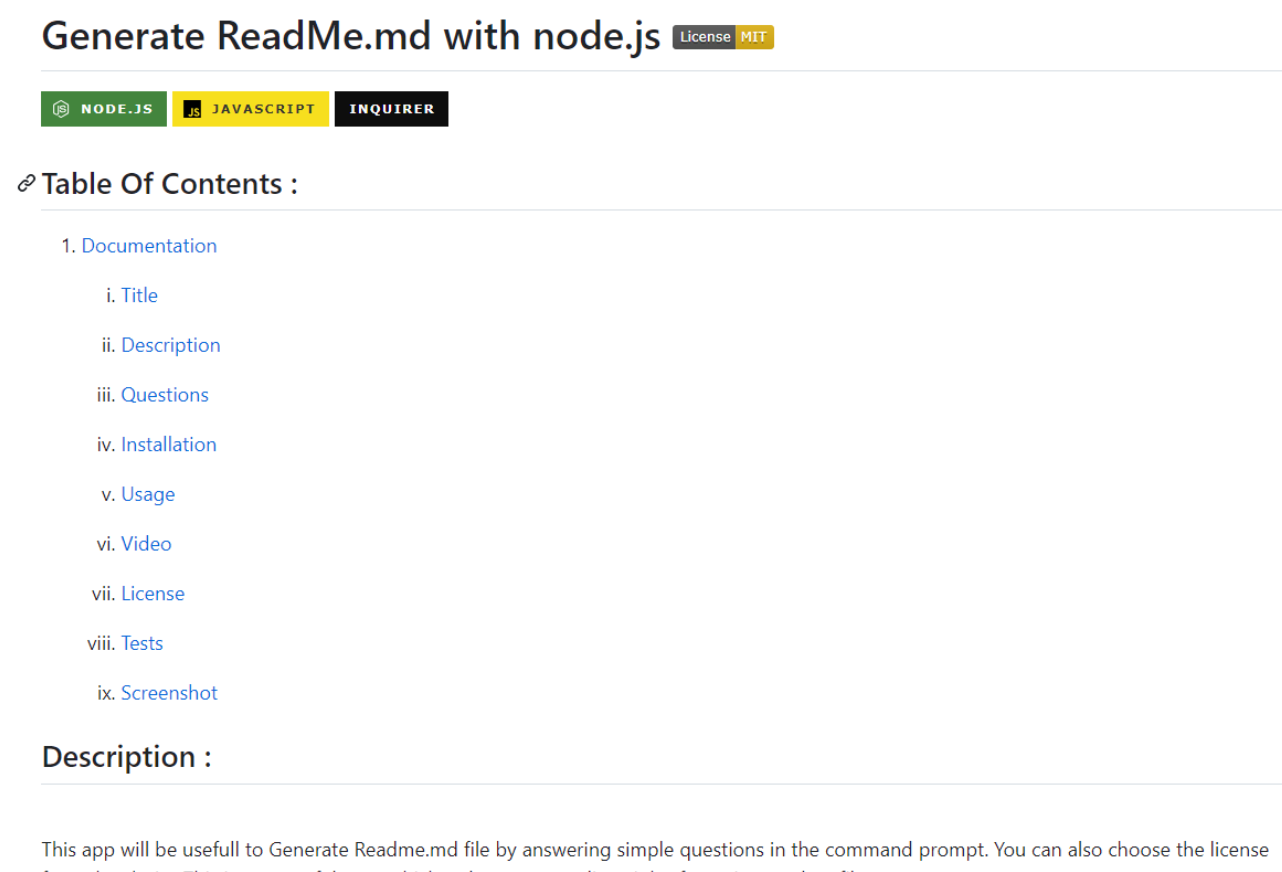 Generate ReadMe.md with node.js License MIT
NODE.JS JS JAVASCRIPT INQUIRER
Table Of Contents :
1. Documentation
i. Title
ii. Description
iii. Questions
iv. Installation
v. Usage
vi. Video
vii. License
viii. Tests
ix. Screenshot
Description :
This app will be usefull to Generate Readme.md file by answering simple questions in the command prompt. You can also choose the license